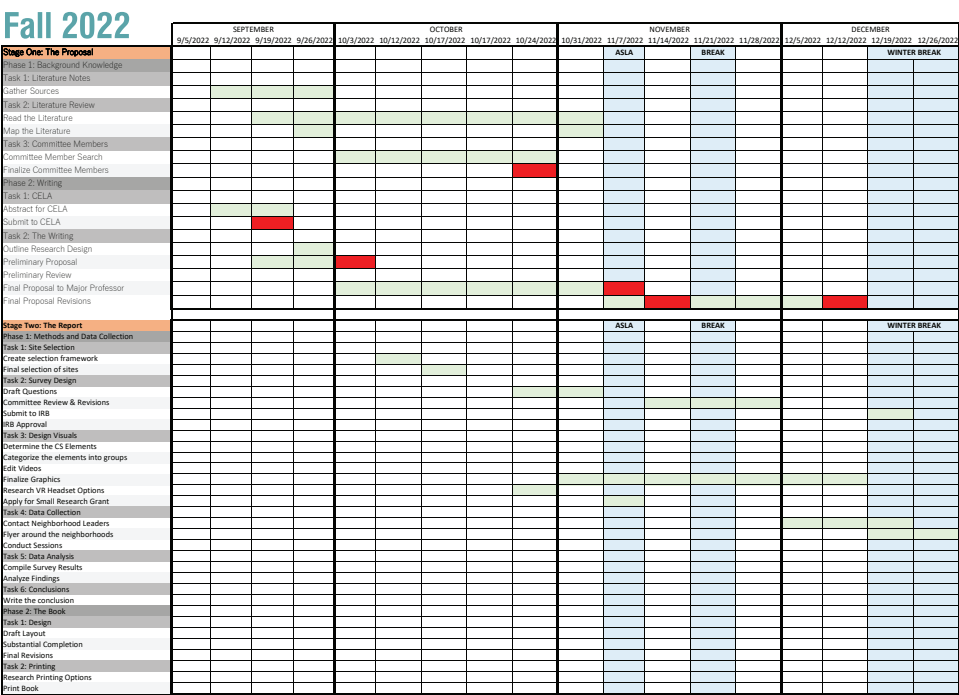 Fall 2022
SEPTEMBER OCTOBER NOVEMBER DECEMBER
9/5/2022 9/12/2022 9/19/2022 9/26/2022 10/3/2022 10/12/2022 10/17/2022 10/17/2022 10/24/2022 10/31/2022 11/7/2022 11/14/2022 11/21/2022 11/28/2022 12/5/2022 12/12/2022 12/19/2022 12/26/2022
Stage One: The Proposal ASLA BREAK WINTER BREAK
Phase 1: Background Knowledge
Task 1: Literature Notes
Gather Sources
Task 2: Literature Review
Read the Literature
Map the Literature
Task 3: Committee Members
Committee Member Search
Finalize Committee Members
Phase 2: Writing
Task 1: CELA
Abstract for CELA
Submit to CELA
Task 2: The Writing
Outline Research Design
Preliminary Proposal
Preliminary Review
Final Proposal to Major Professor
Final Proposal Revisions
Stage Two: The Report ASLA BREAK WINTER BREAK
Phase 1: Methods and Data Collection
Task 1: Site Selection
Create selection framework
Final selection of sites
Task 2: Survey Design
Draft Questions
Committee Review & Revisions
Submit to IRB
IRB Approval
Task 3: Design Visuals
Determine the CS Elements
Categorize the elements into groups
Edit Videos
Finalize Graphics
Research VR Headset Options
Apply for Small Research Grant
Task 4: Data Collection
Contact Neighborhood Leaders
Flyer around the neighborhoods
Conduct Sessions
Task 5: Data Analysis
Compile Survey Results
Analyze Findings
Task 6: Conclusions
Write the conclusion
Phase 2: The Book
Task 1: Design
Draft Layout
Substantial Completion
Final Revisions
Task 2: Printing
Research Printing Options
Print Book